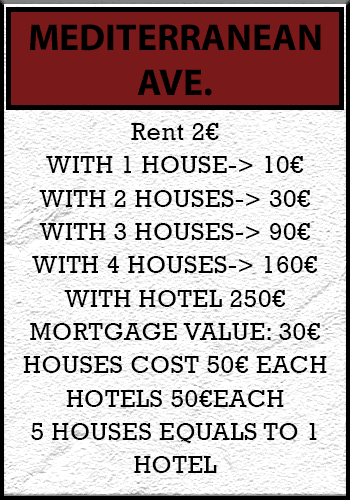 MEDITERRANEAN
AVE.
Rent 2€
WITH 1 HOUSE-> 10€
WITH 2 HOUSES-> 30€
WITH 3 HOUSES-> 90€
WITH 4 HOUSES-> 160€
WITH HOTEL 250€
MORTGAGE VALUE: 30€
HOUSES COST 50€ EACH
HOTELS 50€EACH
5 HOUSES EQUALS TO 1
HOTEL